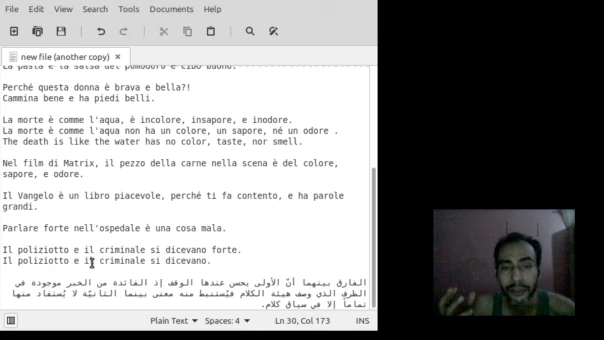 File Edit View Search Tools Documents Help
new file (another copy) ×
La pasta è la salsa del pomodoro è cibo buono.
Perché questa donna è brava e bella?!
Cammina bene e ha piedi belli.
La morte è comme l'aqua, è incolore, insapore, e inodore.
La morte è comme l'aqua non ha un colore, un sapore, né un odore .
The death is like the water has no color, taste, nor smell.
Nel film di Matrix, il pezzo della carne nella scena è del colore,
sapore, e odore.
Il Vangelo è un libro piacevole, perché ti fa contento, e ha parole
grandi.
Parlare forte nell'ospedale è una cosa mala.
Il poliziotto e il criminale si dicevano forte.
Il poliziotto e il criminale si dicevano.
الفارق بينهما أنّ الأولى يحسن عندها الوقف إذ الفائدة من الخبر موجودة في
الظرف الذي وصف هيئة الكلام فيُستنبط منه معنى بينما الثانيّة لا يُستفاد منها
تماماً إلا في سياق كلام.
Plain Text Spaces: 4 Ln 30, Col 173 INS